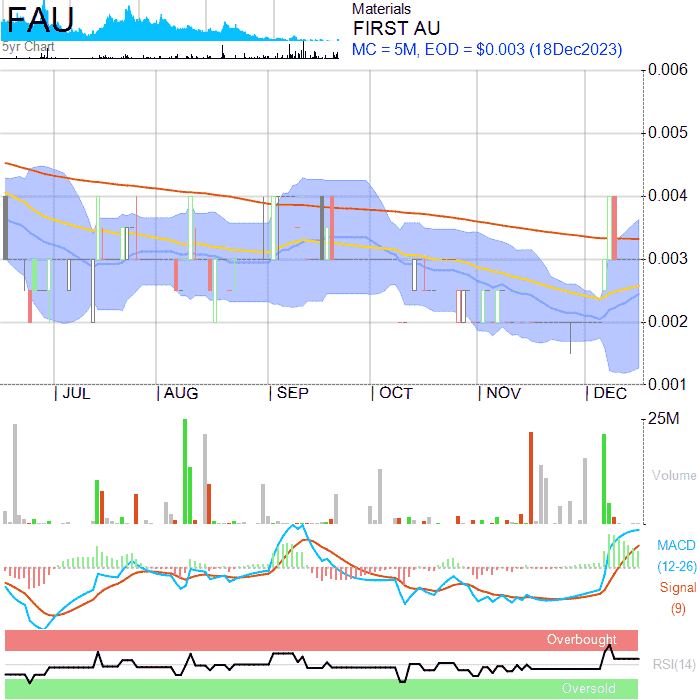 FAU
5yr Chart
Materials
FIRST AU
MC = 5M, EOD = $0.003 (18Dec2023)
0.006
0.005
0.004
0.003
0.002
0.001
JUL
AUG
SEP
OCT
NOV
DEC
25M
Volume
MACD
(12-26)
Signal
(9)
Overbought
RSI(14)
Oversold